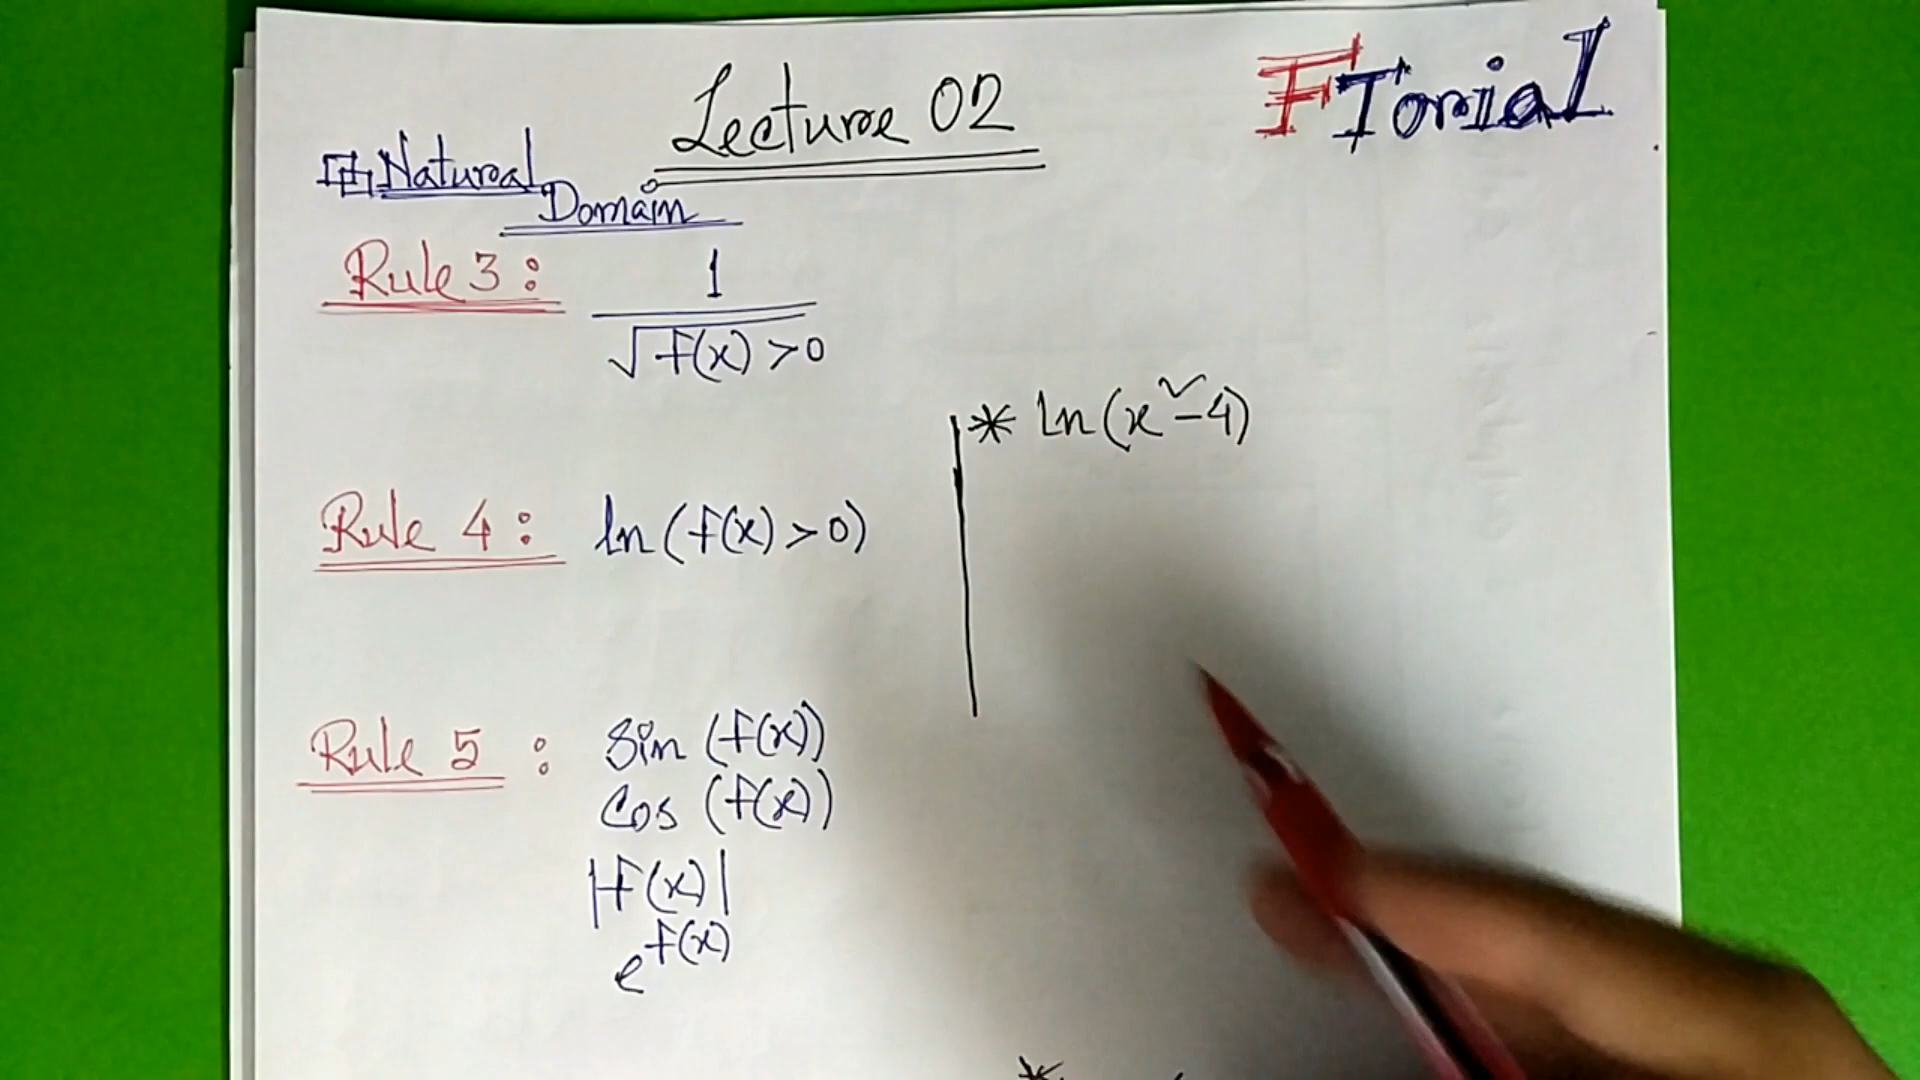 Lecture 02
FTorial
Natural
Domain
Rule 3 : 1
√f(x) > 0
* ln(x²-4)
Rule 4 : ln(f(x) > 0)
Rule 5 : Sin (f(x))
Cos (f(x))
|f(x)|
e^f(x)
*